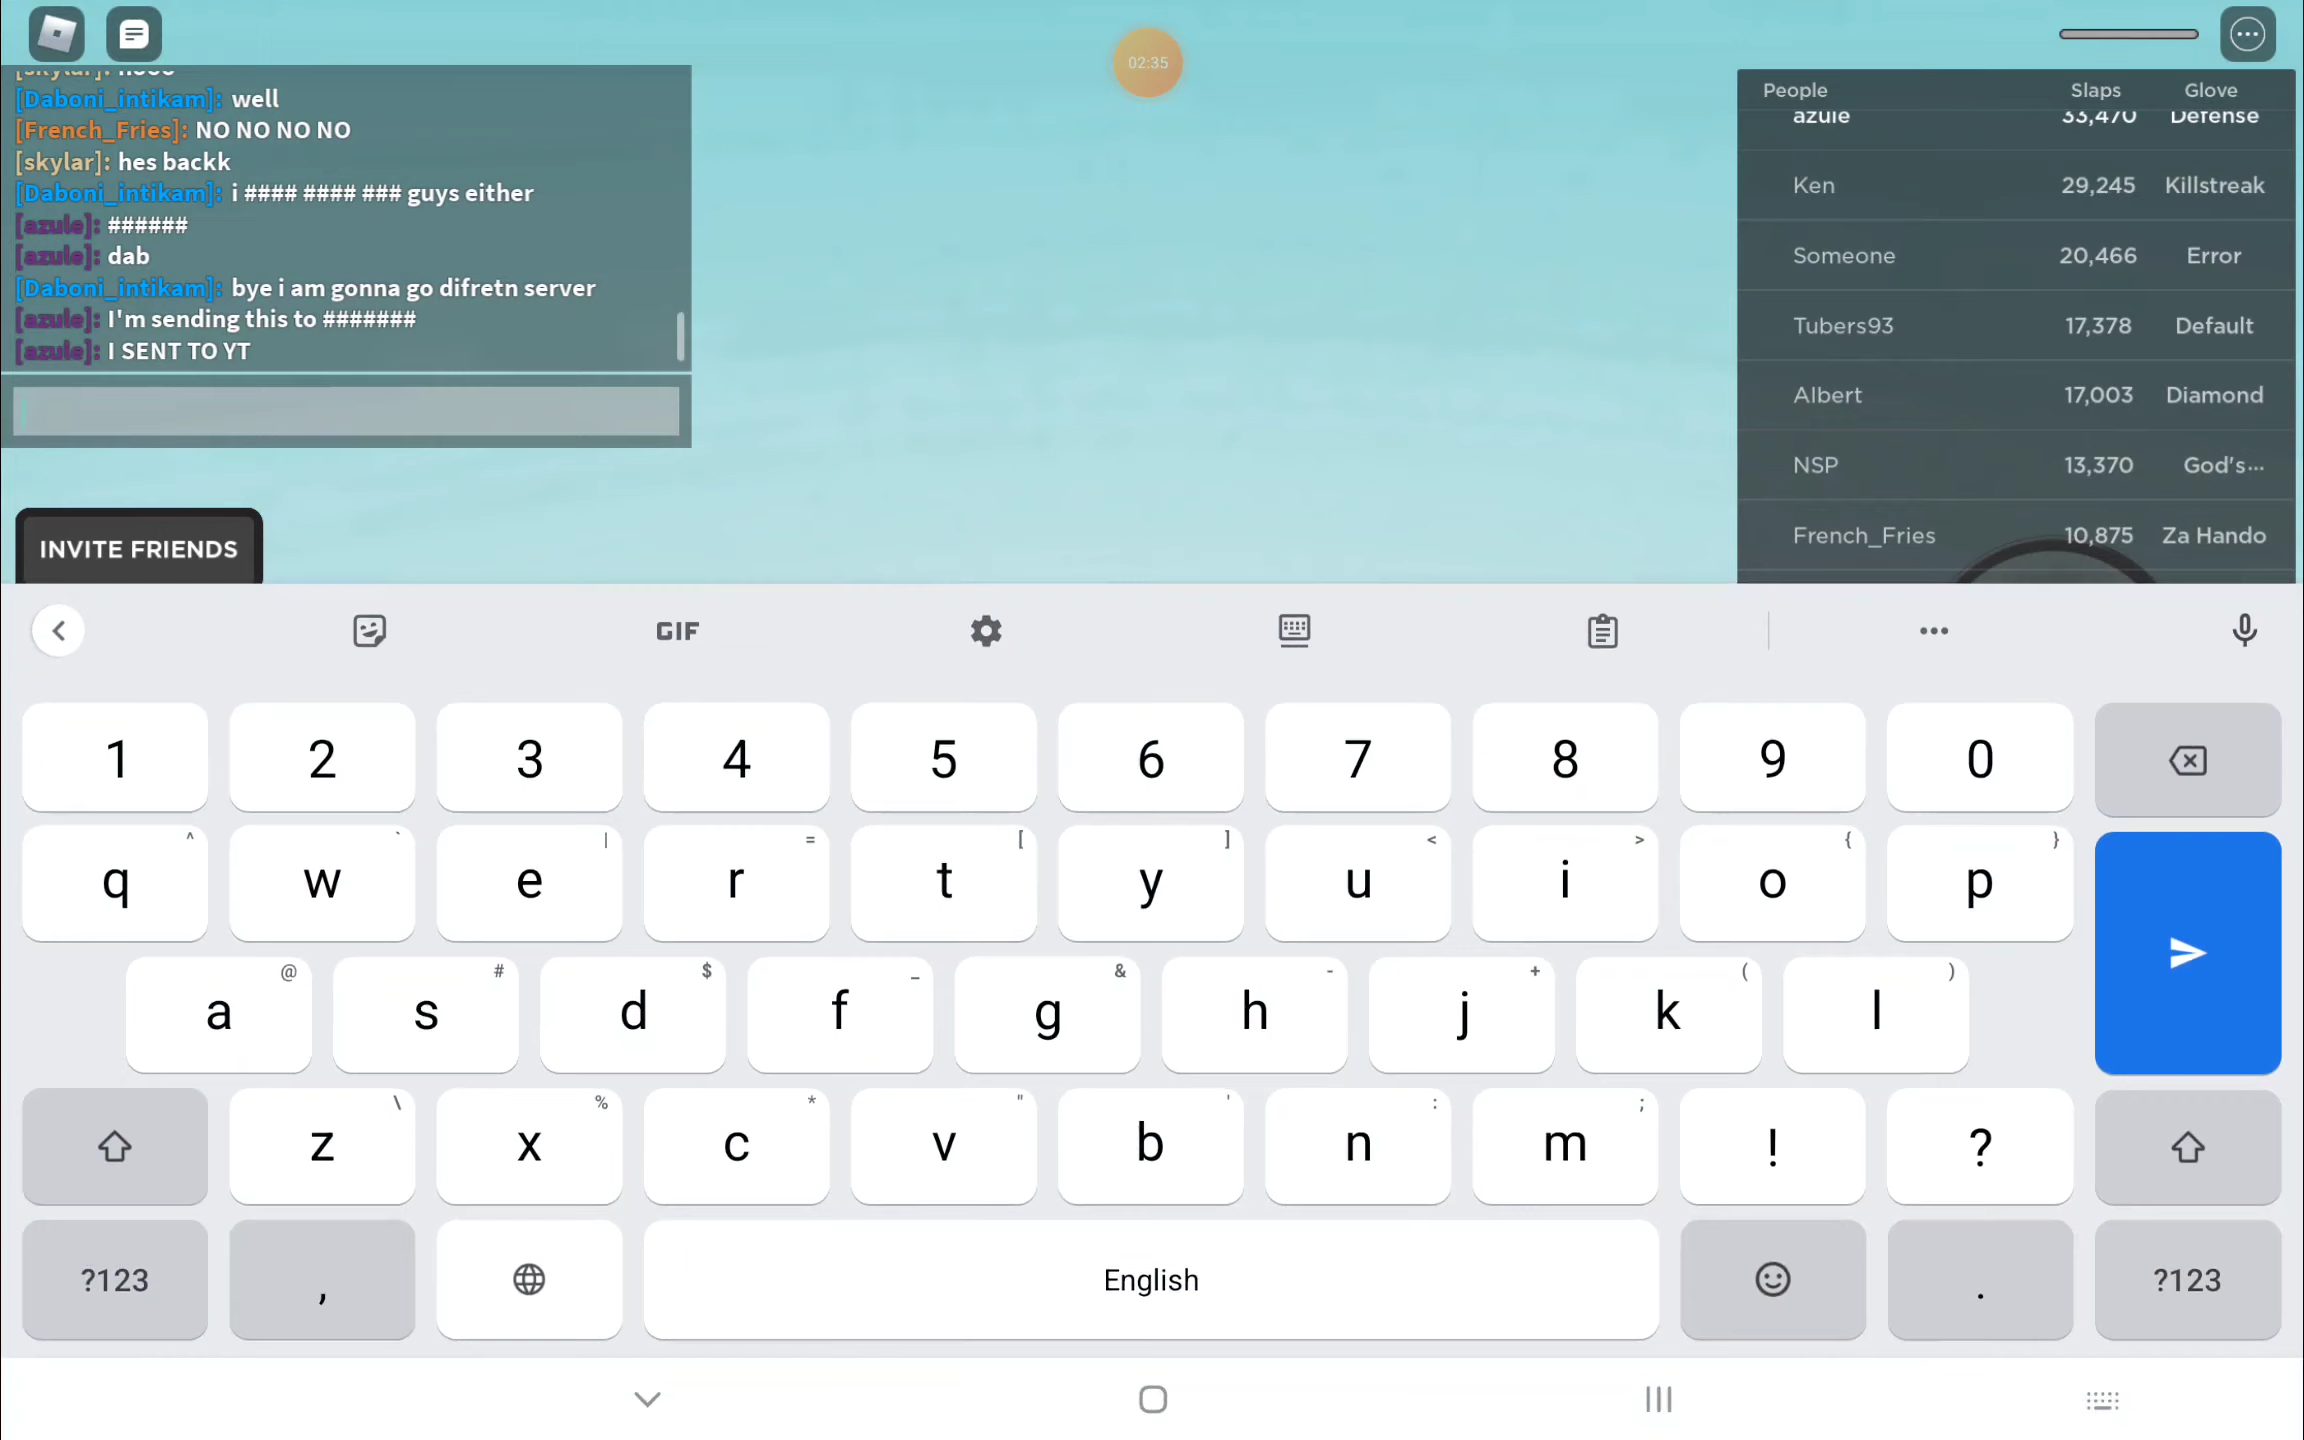 02:35
[skylar]: nooo
[Daboni_intikam]: well
[French_Fries]: NO NO NO NO
[skylar]: hes backk
[Daboni_intikam]: i #### #### ### guys either
[azule]: ######
[azule]: dab
[Daboni_intikam]: bye i am gonna go difretn server
[azule]: I'm sending this to #######
[azule]: I SENT TO YT
INVITE FRIENDS
People Slaps Glove
azule 33,470 Defense
Ken 29,245 Killstreak
Someone 20,466 Error
Tubers93 17,378 Default
Albert 17,003 Diamond
NSP 13,370 God's...
French_Fries 10,875 Za Hando
GIF
1 2 3 4 5 6 7 8 9 0
q ^ w ` e | r = t [ y ] u < i > o { p }
a @ s # d $ f _ g & h - j + k ( l )
z \ x % c * v " b ' n : m ; ! ?
?123 , English . ?123